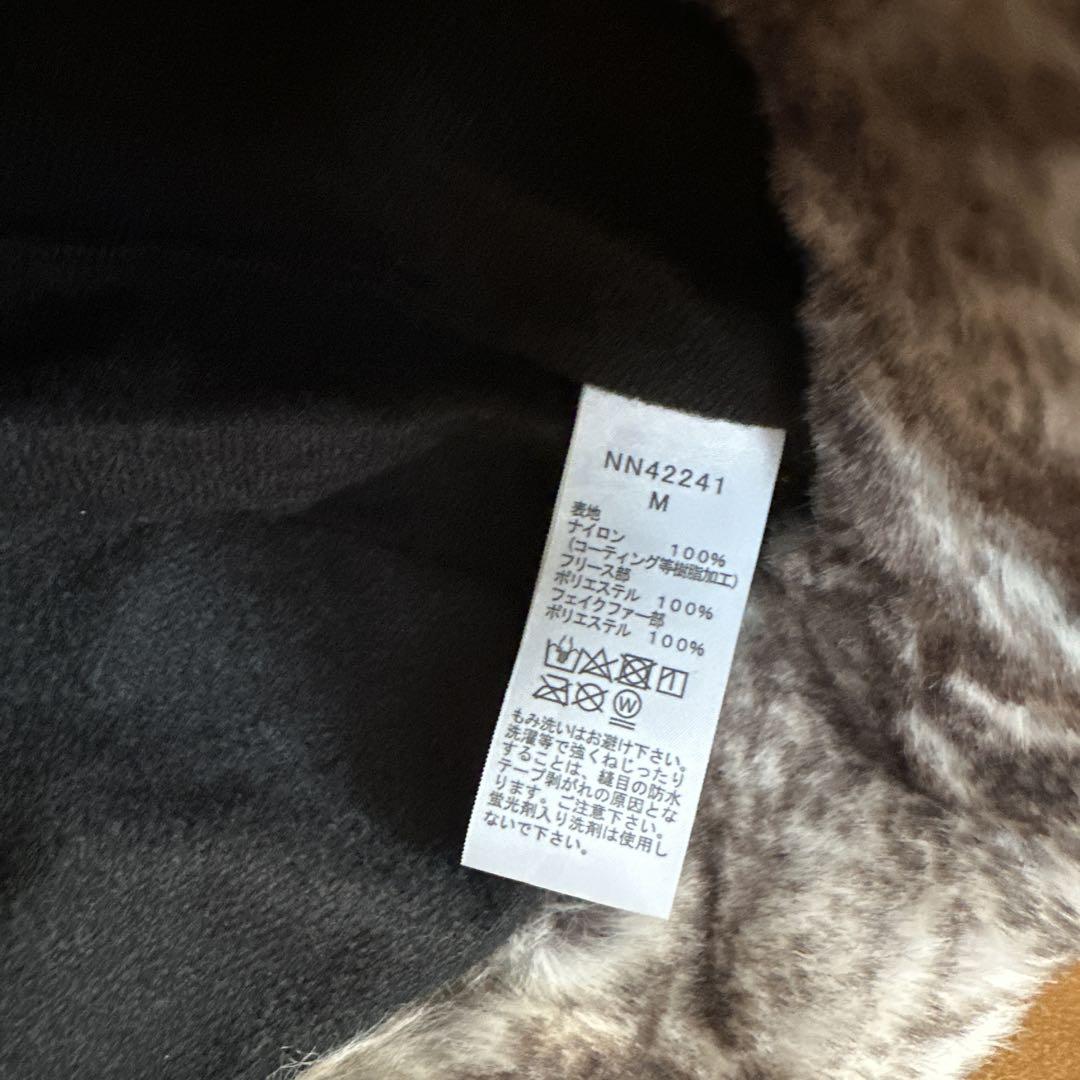 NN42241
M
表地
ナイロン 100%
(コーティング等樹脂加工)
フリース部
ポリエステル 100%
フェイクファー部
ポリエステル 100%
W
もみ洗いはお避け下さい。
洗濯等で強くねじったり
することは、縫目の防水
テープ剥がれの原因とな
ります。ご注意下さい。
蛍光剤入り洗剤は使用し
ないで下さい。